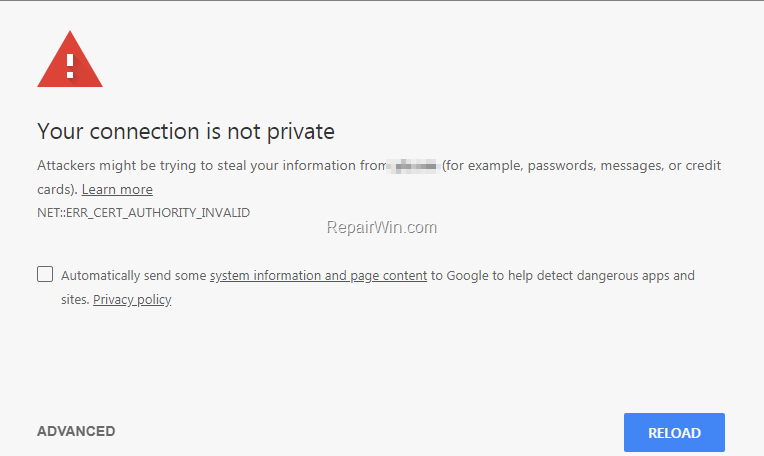 Your connection is not private
Attackers might be trying to steal your information from (for example, passwords, messages, or credit
cards). Learn more
NET::ERR_CERT_AUTHORITY_INVALID
RepairWin.com
Automatically send some system information and page content to Google to help detect dangerous apps and
sites. Privacy policy
ADVANCED
RELOAD